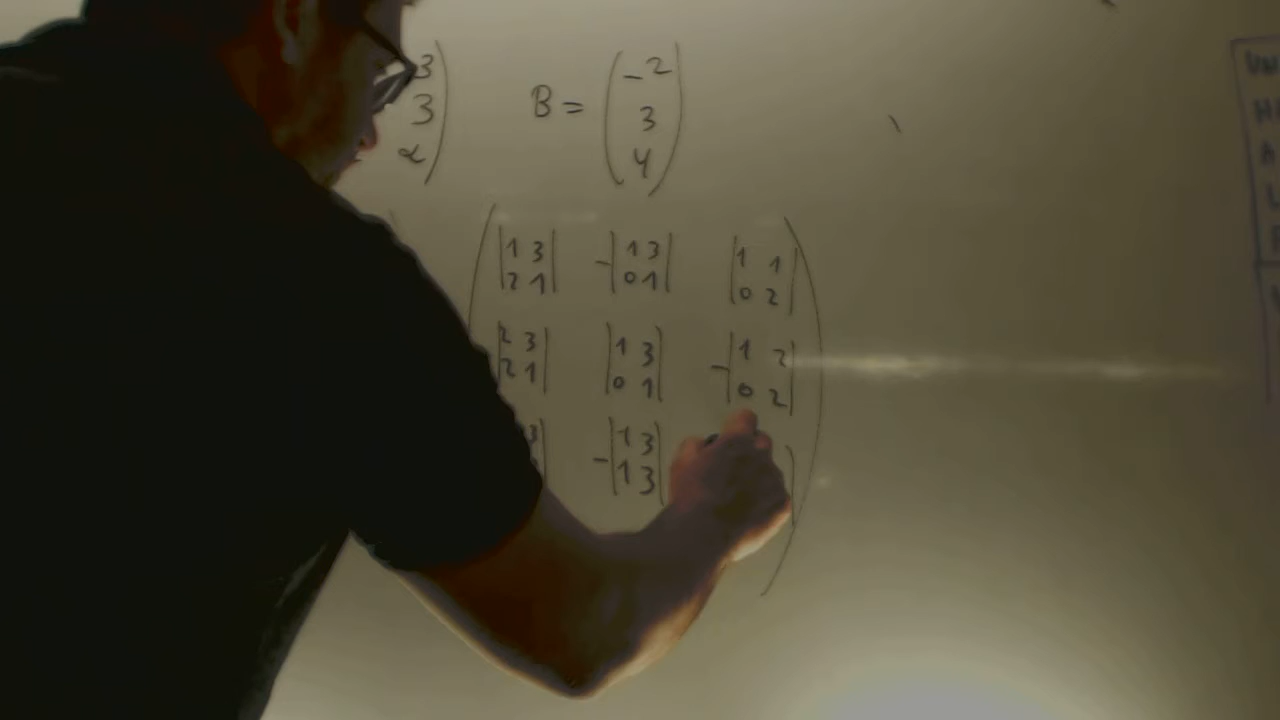 3 B = -2
3 3
α 4
|1 3| -|1 3| |1 1|
|2 1| |0 1| |0 2|
|2 3| |1 3| -|1 2|
|2 1| |0 1| |0 2|
3| -|1 3|
|1 3|